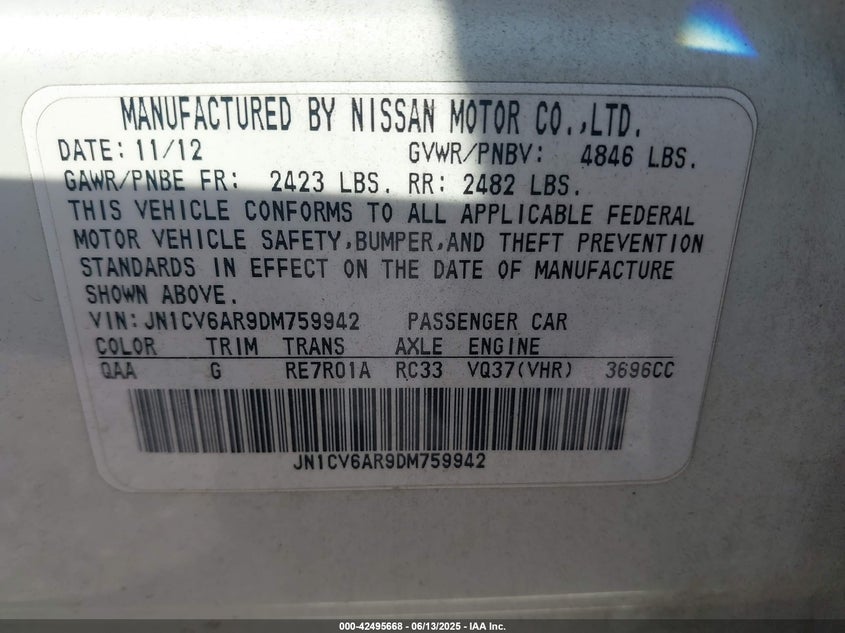 MANUFACTURED BY NISSAN MOTOR CO.,LTD.
DATE: 11/12 GVWR/PNBV: 4846 LBS.
GAWR/PNBE FR: 2423 LBS. RR: 2482 LBS.
THIS VEHICLE CONFORMS TO ALL APPLICABLE FEDERAL
MOTOR VEHICLE SAFETY,BUMPER,AND THEFT PREVENTION
STANDARDS IN EFFECT ON THE DATE OF MANUFACTURE
SHOWN ABOVE.
VIN: JN1CV6AR9DM759942 PASSENGER CAR
COLOR TRIM TRANS AXLE ENGINE
QAA G RE7R01A RC33 VQ37(VHR) 3696CC
JN1CV6AR9DM759942
000-42495668 - 06/13/2025 - IAA Inc.